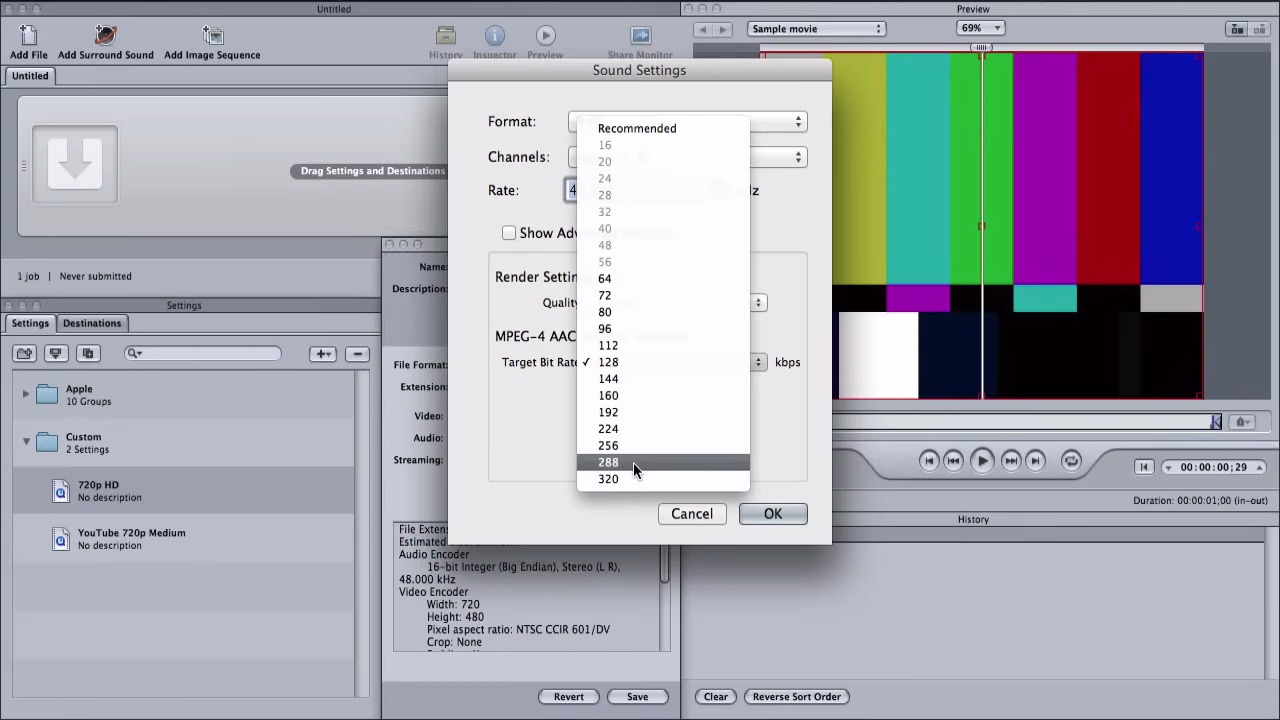 Untitled
Preview
Add File
Add Surround Sound
Add Image Sequence
History
Inspector
Preview
Share Monitor
Sample movie
69%
Untitled
Drag Settings and Destinations
1 job
Never submitted
Settings
Settings
Destinations
Apple
10 Groups
Custom
2 Settings
720p HD
No description
YouTube 720p Medium
No description
Name:
Description:
File Format:
Extension:
Video:
Audio:
Streaming:
File Exten
Estimated
Audio Encoder
16-bit Integer (Big Endian), Stereo (L R),
48.000 kHz
Video Encoder
Width: 720
Height: 480
Pixel aspect ratio: NTSC CCIR 601/DV
Crop: None
Revert
Save
Sound Settings
Format:
Channels:
Rate:
4
Hz
Show Adv
Render Settin
Quality
MPEG-4 AAC
Target Bit Rate
kbps
Recommended
16
20
24
28
32
40
48
56
64
72
80
96
112
✓ 128
144
160
192
224
256
288
320
Cancel
OK
00:00:00;29
Duration: 00:00:01;00 (in-out)
History
Clear
Reverse Sort Order